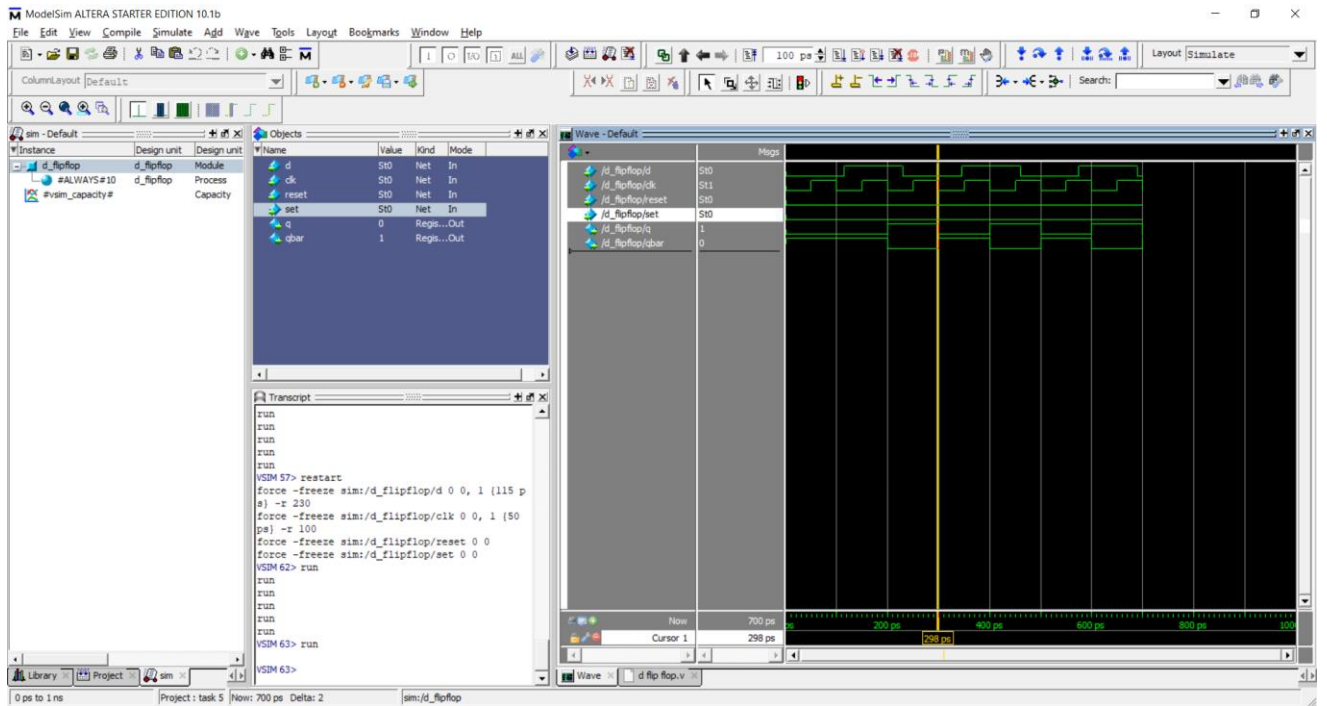 ModelSim ALTERA STARTER EDITION 10.1b
File Edit View Compile Simulate Add Wave Tools Layout Bookmarks Window Help
100 ps
Layout Simulate
ColumnLayout Default
Search:
sim - Default
Instance Design unit Design unit
d_flipflop d_flipflop Module
#ALWAYS#10 d_flipflop Process
#vsim_capacity# Capacity
Objects
Name Value Kind Mode
d St0 Net In
clk St0 Net In
reset St0 Net In
set St0 Net In
q 0 Regis...Out
qbar 1 Regis...Out
Transcript
run
run
run
run
run
VSIM 57> restart
force -freeze sim:/d_flipflop/d 0 0, 1 {115 p
s} -r 230
force -freeze sim:/d_flipflop/clk 0 0, 1 {50
ps} -r 100
force -freeze sim:/d_flipflop/reset 0 0
force -freeze sim:/d_flipflop/set 0 0
VSIM 62> run
run
run
run
run
run
VSIM 63> run
VSIM 63>
Wave - Default
Msgs
/d_flipflop/d St0
/d_flipflop/clk St1
/d_flipflop/reset St0
/d_flipflop/set St0
/d_flipflop/q 1
/d_flipflop/qbar 0
Now 700 ps
ps 200 ps 400 ps 600 ps 800 ps 100
Cursor 1 298 ps
298 ps
Library Project sim
Wave d flip flop.v
0 ps to 1 ns Project : task 5 Now: 700 ps Delta: 2 sim:/d_flipflop